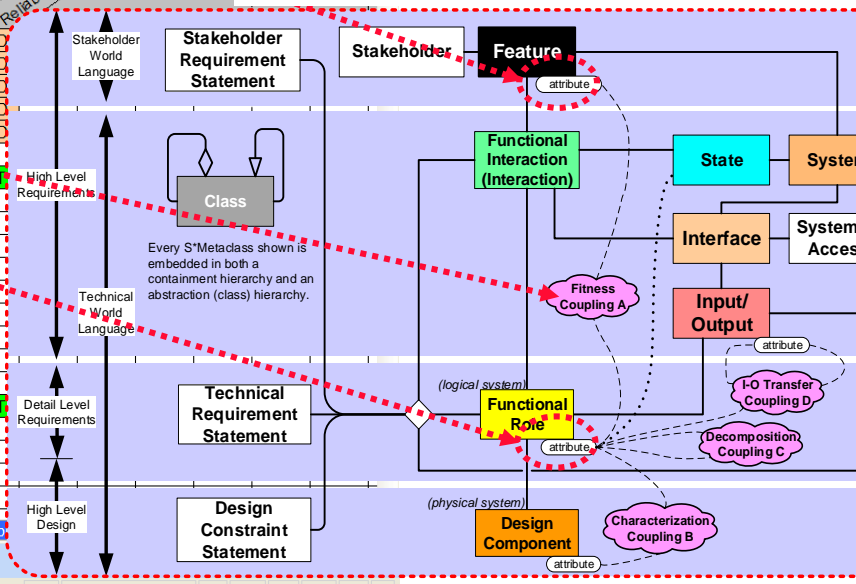 Stakeholder
World
Language
Stakeholder
Requirement
Statement
Stakeholder
Feature
attribute
High Level
Requirements
Class
Every S*Metaclass shown is
embedded in both a
containment hierarchy and an
abstraction (class) hierarchy.
Functional
Interaction
(Interaction)
State
System
Interface
System
Acces
Technical
World
Language
Fitness
Coupling A
Input/
Output
attribute
Detail Level
Requirements
Technical
Requirement
Statement
(logical system)
Functional
Role
attribute
I-O Transfer
Coupling D
Decomposition
Coupling C
High Level
Design
Design
Constraint
Statement
(physical system)
Design
Component
attribute
Characterization
Coupling B